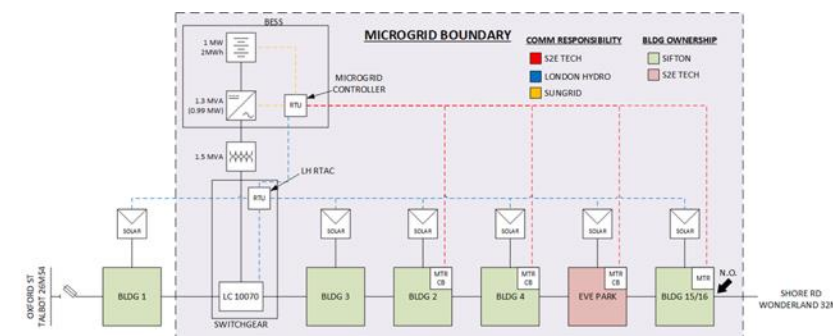 BESS
MICROGRID BOUNDARY
COMM RESPONSIBILITY
BLDG OWNERSHIP
1 MW
2MWh
S2E TECH
SIFTON
LONDON HYDRO
S2E TECH
SUNGRID
MICROGRID
CONTROLLER
1.3 MVA
(0.99 MW)
RTU
1.5 MVA
LH RTAC
RTU
SOLAR
SOLAR
SOLAR
SOLAR
SOLAR
SOLAR
OXFORD ST
TALBOT 26M54
BLDG 1
LC 10070
SWITCHGEAR
BLDG 3
BLDG 2
MTR
CB
BLDG 4
MTR
CB
EVE PARK
MTR
CB
BLDG 15/16
MTR
N.O.
SHORE RD
WONDERLAND